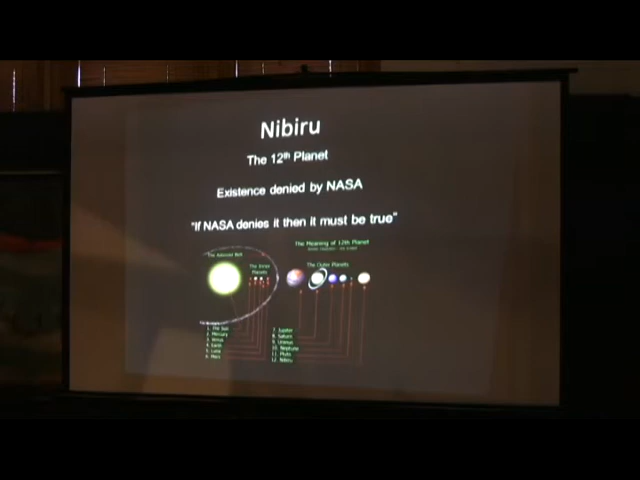 Nibiru
The 12th Planet
Existence denied by NASA
"If NASA denies it then it must be true"
The Meaning of 12th Planet
The Asteroid Belt
The Inner
Planets
The Outer Planets
1. The Sun
2. Mercury
3. Venus
4. Earth
5. Luna
6. Mars
7. Jupiter
8. Saturn
9. Uranus
10. Neptune
11. Pluto
12. Nibiru